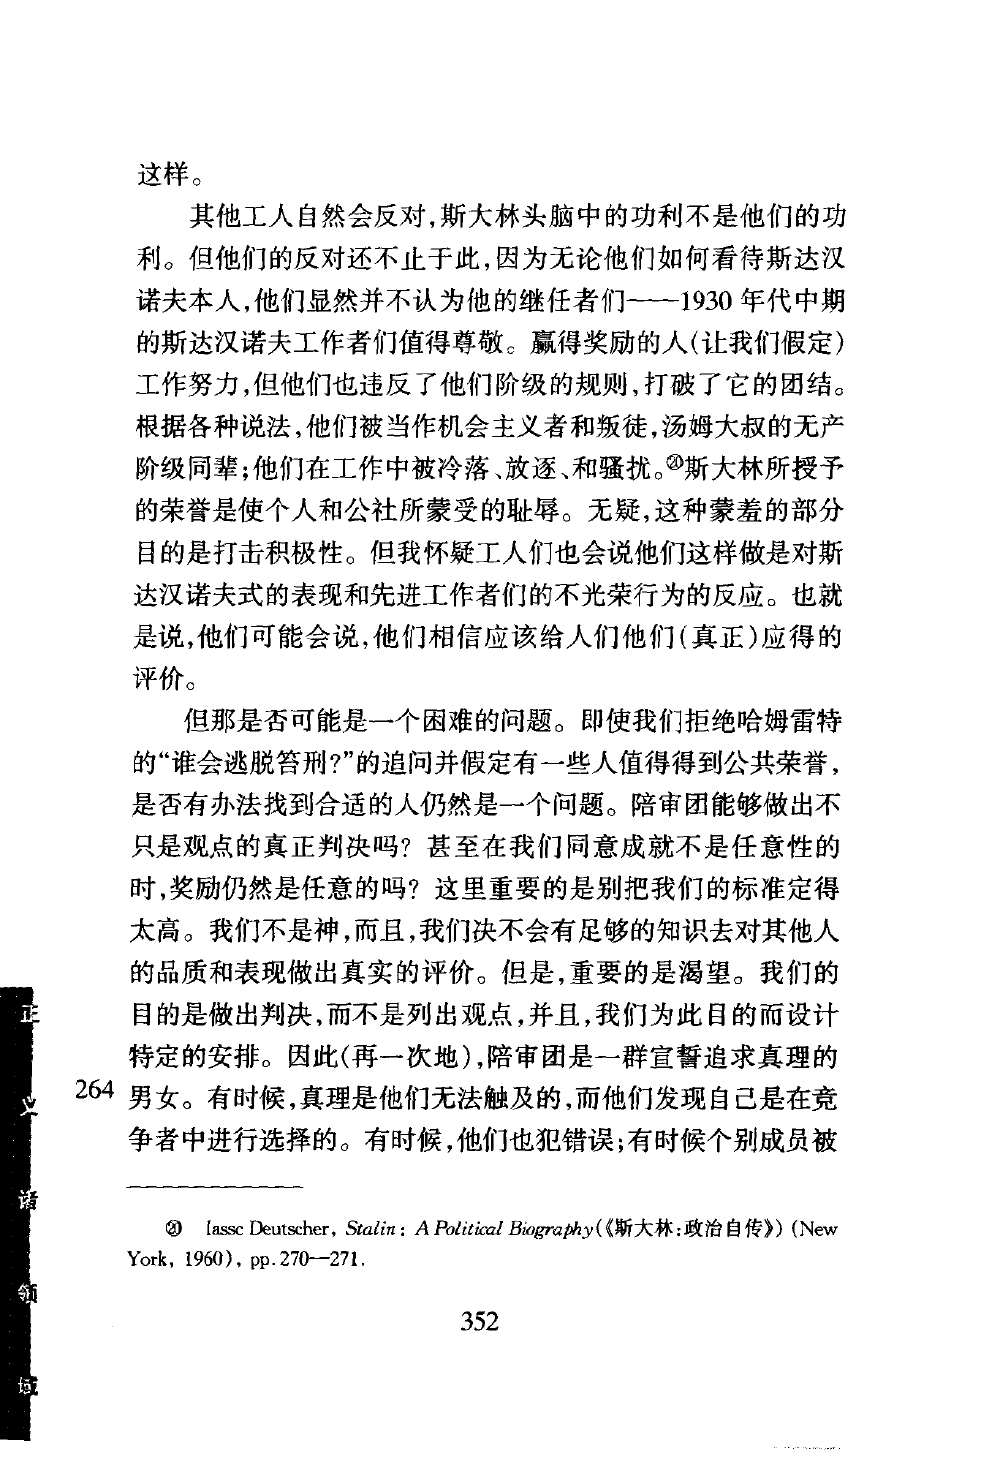 这样。
其他工人自然会反对,斯大林头脑中的功利不是他们的功
利。但他们的反对还不止于此,因为无论他们如何看待斯达汉
诺夫本人,他们显然并不认为他的继任者们——1930 年代中期
的斯达汉诺夫工作者们值得尊敬。赢得奖励的人(让我们假定)
工作努力,但他们也违反了他们阶级的规则,打破了它的团结。
根据各种说法,他们被当作机会主义者和叛徒,汤姆大叔的无产
阶级同辈;他们在工作中被冷落、放逐、和骚扰。⑳斯大林所授予
的荣誉是使个人和公社所蒙受的耻辱。无疑,这种蒙羞的部分
目的是打击积极性。但我怀疑工人们也会说他们这样做是对斯
达汉诺夫式的表现和先进工作者们的不光荣行为的反应。也就
是说,他们可能会说,他们相信应该给人们他们(真正)应得的
评价。
但那是否可能是一个困难的问题。即使我们拒绝哈姆雷特
的“谁会逃脱笞刑?”的追问并假定有一些人值得得到公共荣誉,
是否有办法找到合适的人仍然是一个问题。陪审团能够做出不
只是观点的真正判决吗? 甚至在我们同意成就不是任意性的
时,奖励仍然是任意的吗? 这里重要的是别把我们的标准定得
太高。我们不是神,而且,我们决不会有足够的知识去对其他人
的品质和表现做出真实的评价。但是,重要的是渴望。我们的
目的是做出判决,而不是列出观点,并且,我们为此目的而设计
特定的安排。因此(再一次地),陪审团是一群宣誓追求真理的
264 男女。有时候,真理是他们无法触及的,而他们发现自己是在竞
争者中进行选择的。有时候,他们也犯错误;有时候个别成员被
⑳ Iassc Deutscher, Stalin: A Political Biography(《斯大林:政治自传》) (New
York, 1960), pp.270—271.
352
正
义
诸
领
域